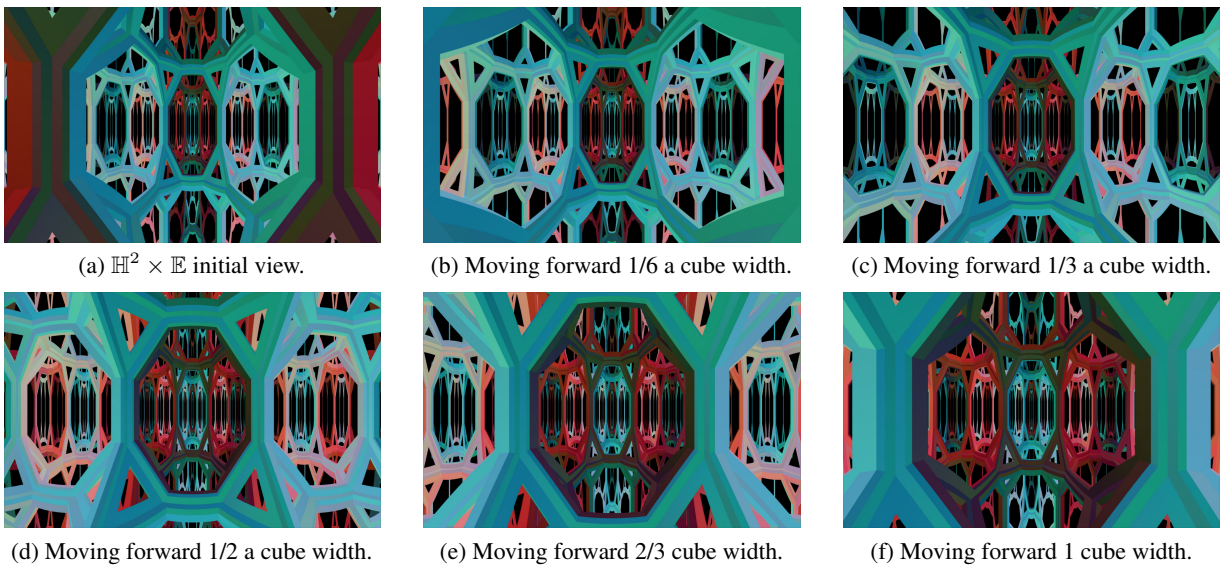 (a) ℍ² × 𝔼 initial view.
(b) Moving forward 1/6 a cube width.
(c) Moving forward 1/3 a cube width.
(d) Moving forward 1/2 a cube width.
(e) Moving forward 2/3 cube width.
(f) Moving forward 1 cube width.